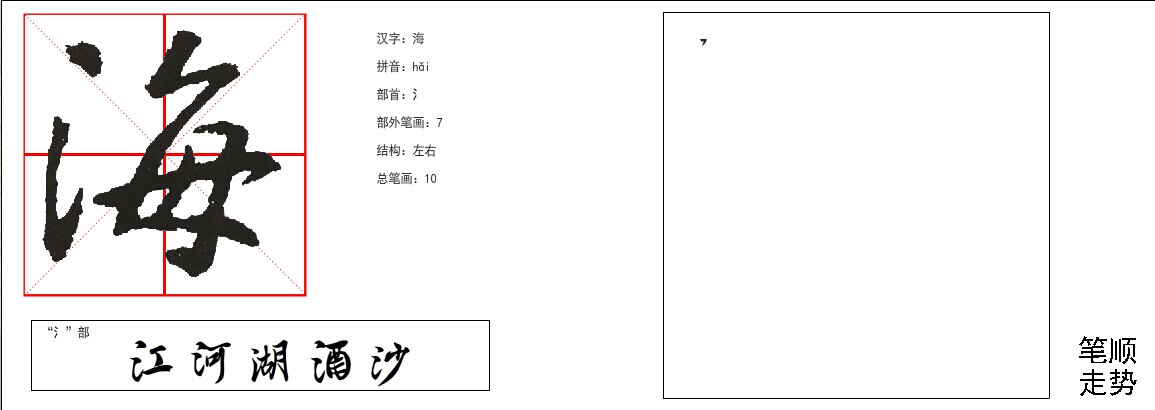 海
汉字：海
拼音：hǎi
部首：氵
部外笔画：7
结构：左右
总笔画：10
“氵”部
江河湖酒沙
笔顺
走势